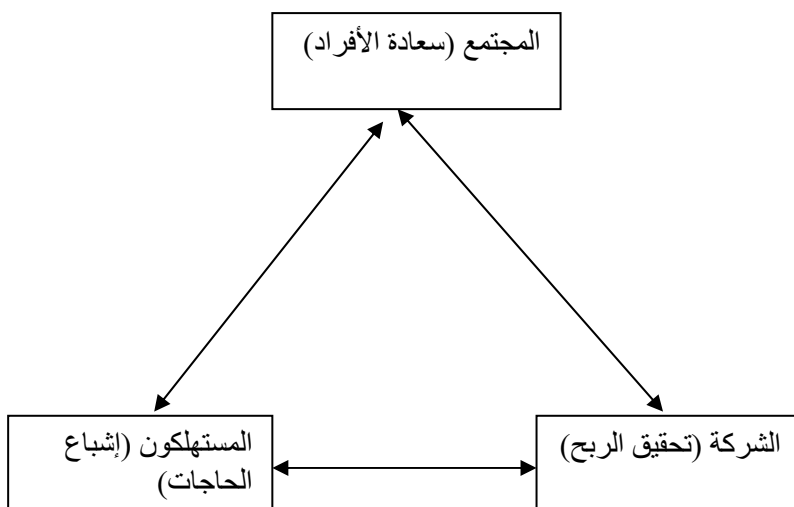 المجتمع (سعادة الأفراد)
المستهلكون (إشباع
الحاجات)
الشركة (تحقيق الربح)